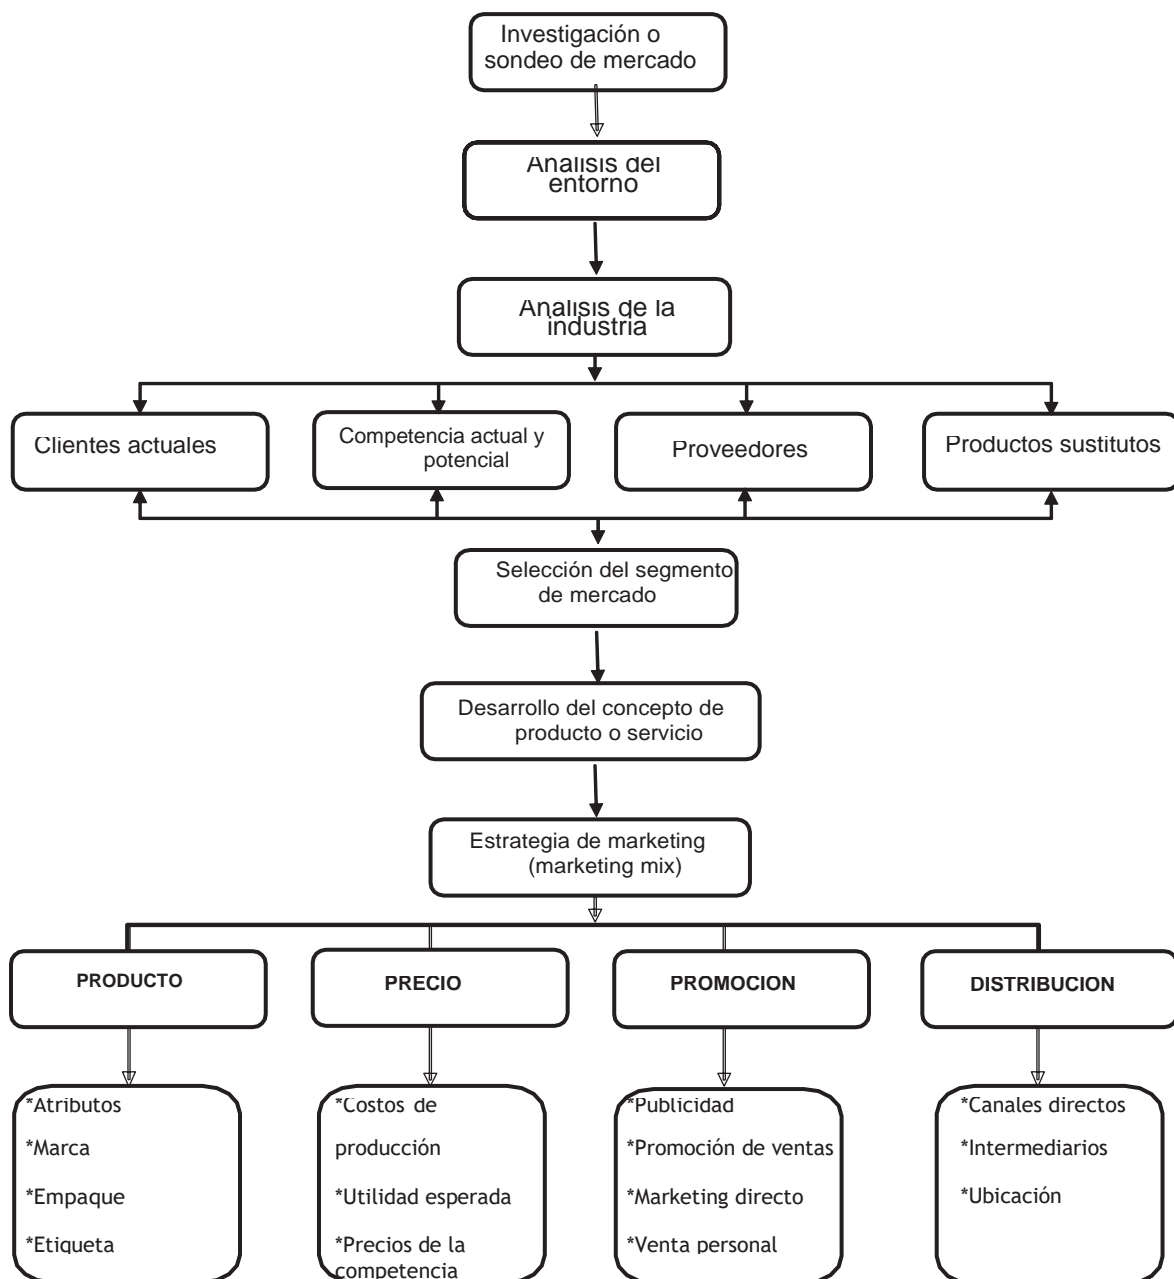 Investigación o
sondeo de mercado
Analisis del
entorno
Analisis de la
industria
Clientes actuales
Competencia actual y
potencial
Proveedores
Productos sustitutos
Selección del segmento
de mercado
Desarrollo del concepto de
producto o servicio
Estrategia de marketing
(marketing mix)
PRODUCTO
PRECIO
PROMOCION
DISTRIBUCION
*Atributos
*Marca
*Empaque
*Etiqueta
*Costos de
producción
*Utilidad esperada
*Precios de la
competencia
*Publicidad
*Promoción de ventas
*Marketing directo
*Venta personal
*Canales directos
*Intermediarios
*Ubicación